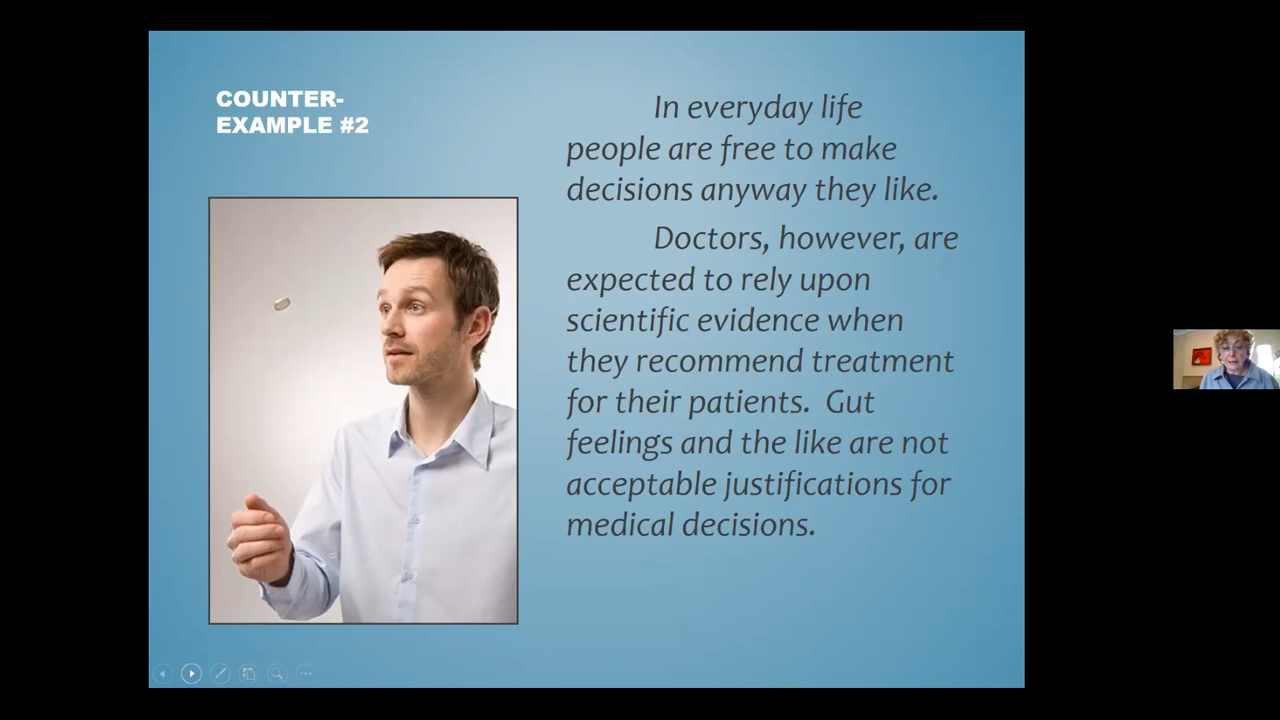 COUNTER-
EXAMPLE #2
In everyday life
people are free to make
decisions anyway they like.
Doctors, however, are
expected to rely upon
scientific evidence when
they recommend treatment
for their patients.  Gut
feelings and the like are not
acceptable justifications for
medical decisions.